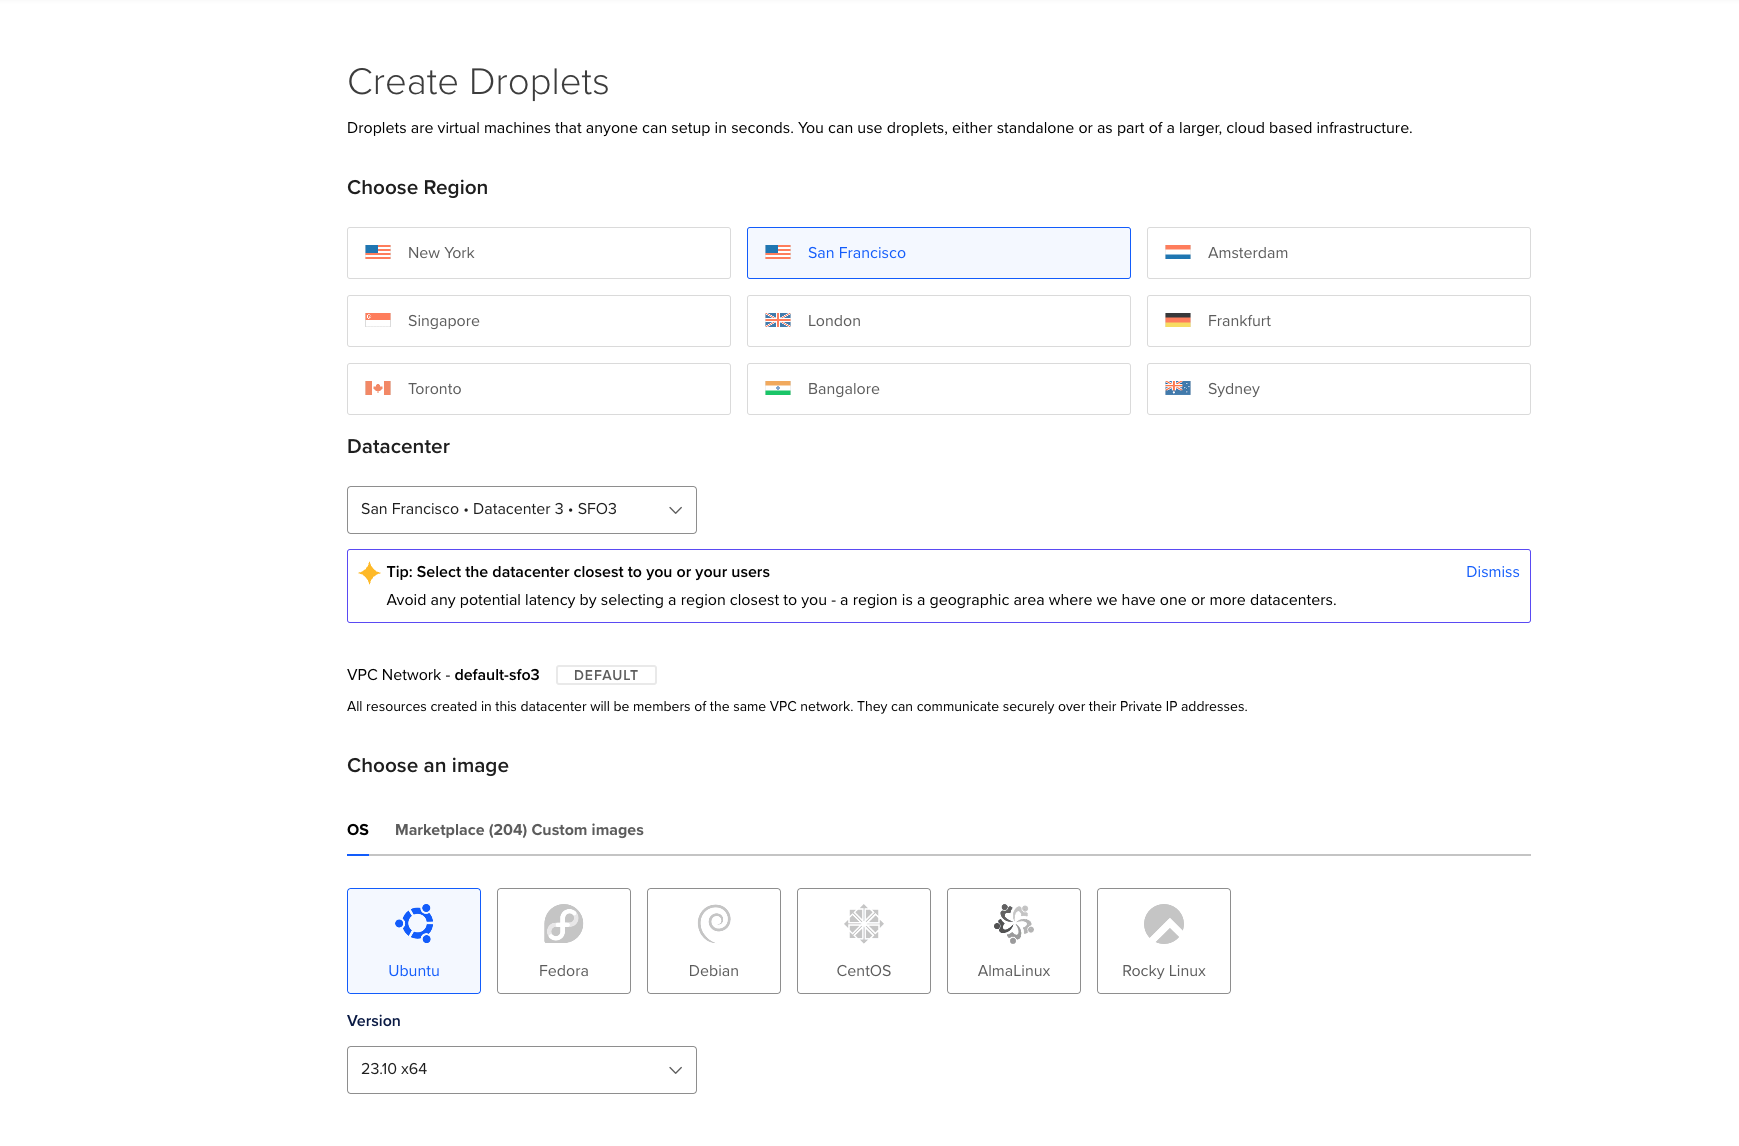 Create Droplets
Droplets are virtual machines that anyone can setup in seconds. You can use droplets, either standalone or as part of a larger, cloud based infrastructure.
Choose Region
New York
San Francisco
Amsterdam
Singapore
London
Frankfurt
Toronto
Bangalore
Sydney
Datacenter
San Francisco • Datacenter 3 • SFO3
Tip: Select the datacenter closest to you or your users
Dismiss
Avoid any potential latency by selecting a region closest to you - a region is a geographic area where we have one or more datacenters.
VPC Network - default-sfo3 DEFAULT
All resources created in this datacenter will be members of the same VPC network. They can communicate securely over their Private IP addresses.
Choose an image
OS Marketplace (204) Custom images
Ubuntu
Fedora
Debian
CentOS
AlmaLinux
Rocky Linux
Version
23.10 x64